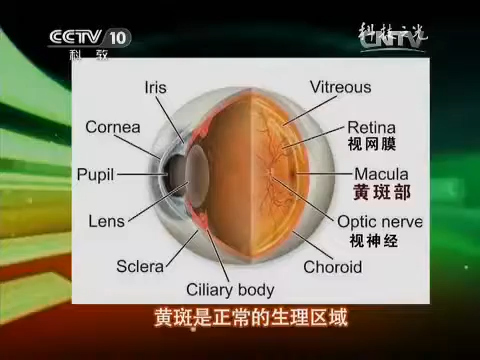 CCTV 10
科教
科技之光
CNTV
Iris
Vitreous
Cornea
Retina
视网膜
Pupil
Macula
黄斑部
Lens
Optic nerve
视神经
Sclera
Choroid
Ciliary body
黄斑是正常的生理区域